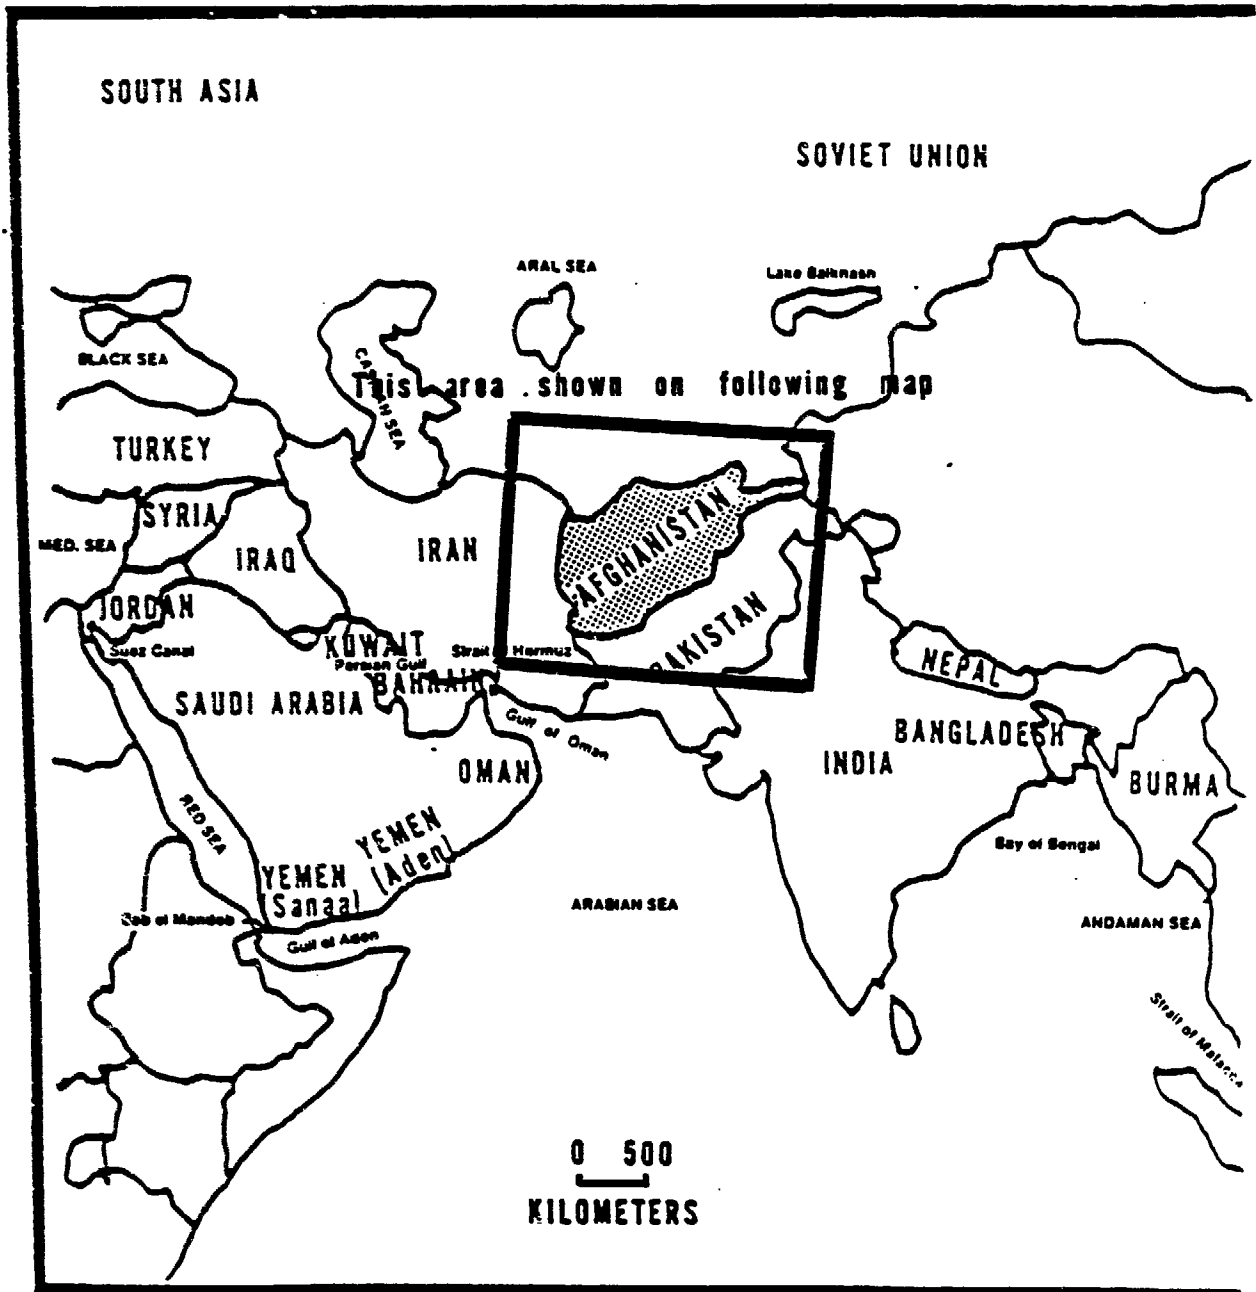 SOUTH ASIA
SOVIET UNION
ARAL SEA
Lake Balkhash
BLACK SEA
CASPIAN SEA
This area shown on following map
TURKEY
SYRIA
MED. SEA
IRAQ
IRAN
AFGHANISTAN
JORDAN
Suez Canal
KUWAIT
Persian Gulf
Strait Hormuz
PAKISTAN
NEPAL
BAHRAIN
SAUDI ARABIA
Gulf of Oman
BANGLADESH
INDIA
OMAN
BURMA
RED SEA
YEMEN
(Aden)
Bay of Bengal
YEMEN
(Sanaa)
ARABIAN SEA
Bab el Mandeb
ANDAMAN SEA
Gulf of Aden
Strait of Malacca
0 500
KILOMETERS